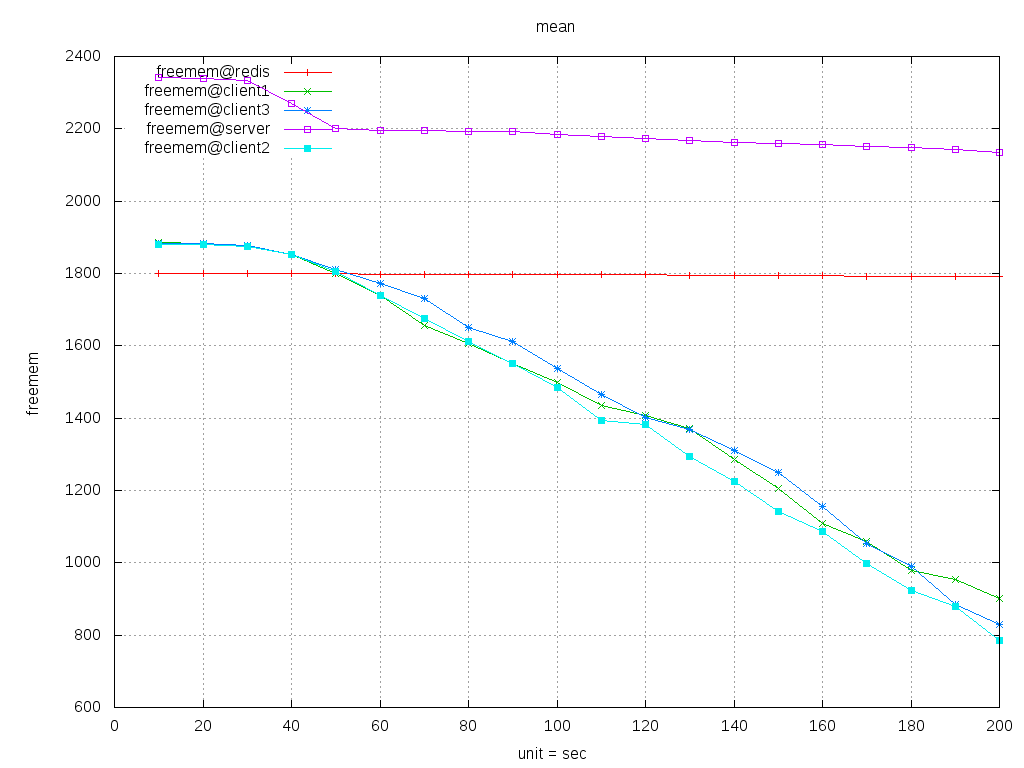 mean
2400
2200
2000
1800
1600
1400
1200
1000
800
600
freemem
freemem@redis
freemem@client1
freemem@client3
freemem@server
freemem@client2
0 20 40 60 80 100 120 140 160 180 200
unit = sec